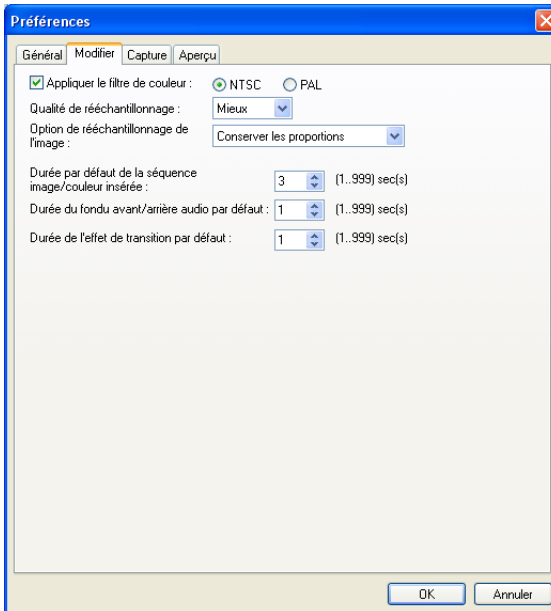 Préférences
Général Modifier Capture Aperçu
Appliquer le filtre de couleur : NTSC PAL
Qualité de rééchantillonnage : Mieux
Option de rééchantillonnage de
l'image : Conserver les proportions
Durée par défaut de la séquence
image/couleur insérée : 3 (1..999) sec(s)
Durée du fondu avant/arrière audio par défaut : 1 (1..999) sec(s)
Durée de l'effet de transition par défaut : 1 (1..999) sec(s)
OK Annuler